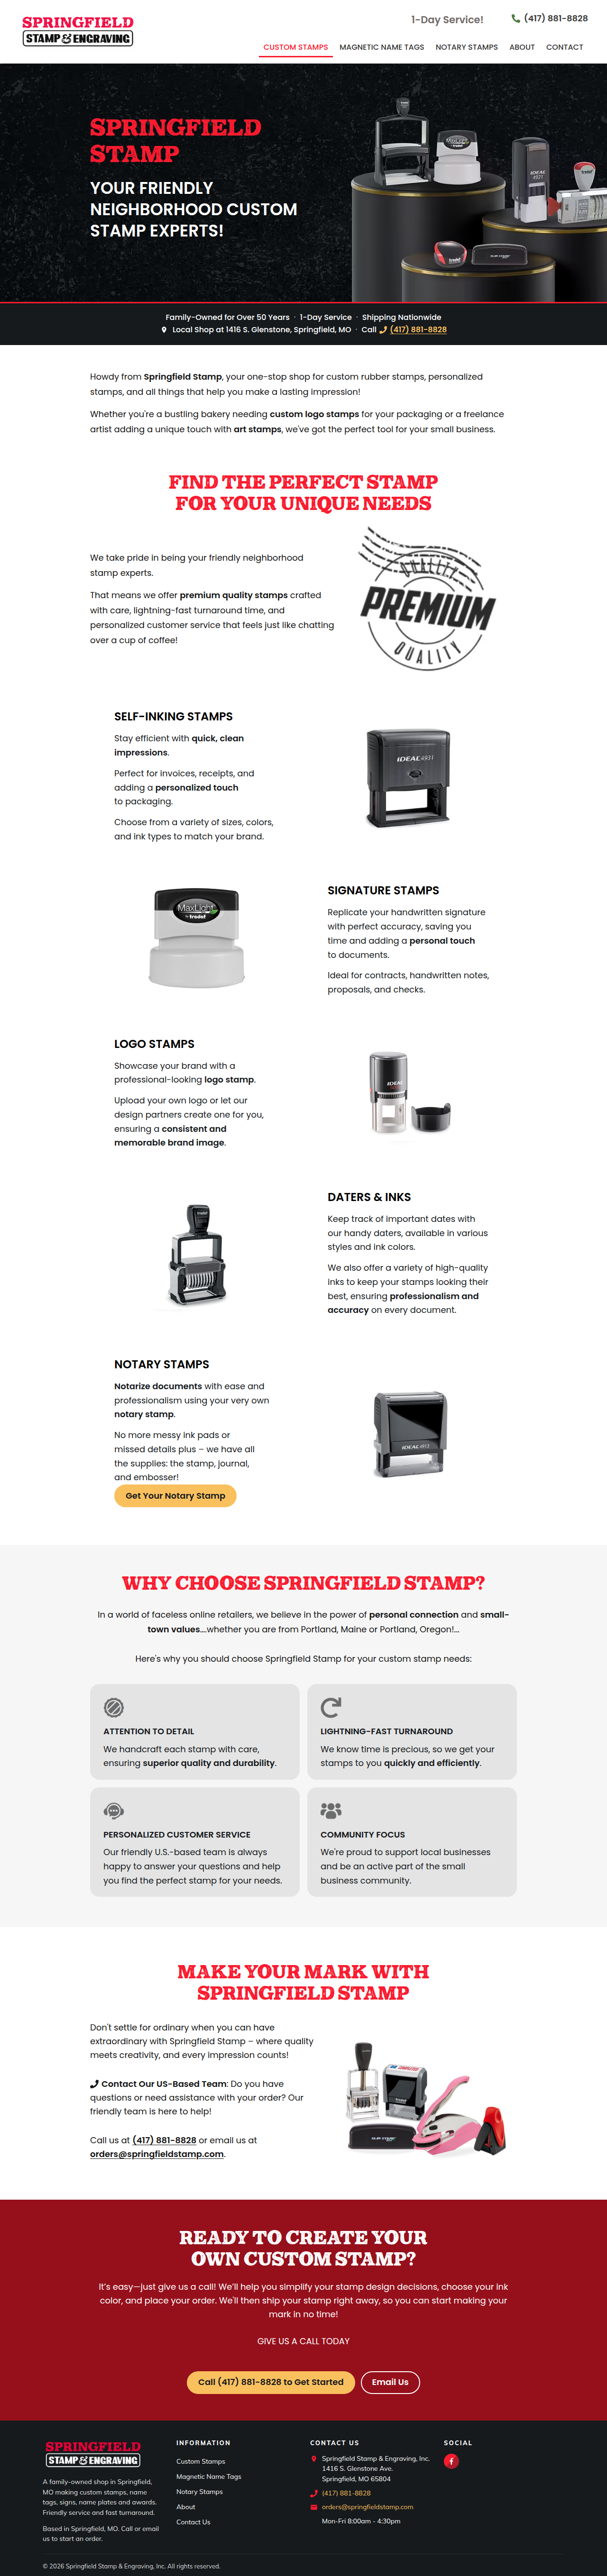 SPRINGFIELD
STAMP & ENGRAVING
1-Day Service!
(417) 881-8828
CUSTOM STAMPS MAGNETIC NAME TAGS NOTARY STAMPS ABOUT CONTACT
SPRINGFIELD
STAMP
YOUR FRIENDLY
NEIGHBORHOOD CUSTOM
STAMP EXPERTS!
Family-Owned for Over 50 Years · 1-Day Service · Shipping Nationwide
Local Shop at 1416 S. Glenstone, Springfield, MO · Call (417) 881-8828
Howdy from Springfield Stamp, your one-stop shop for custom rubber stamps, personalized
stamps, and all things that help you make a lasting impression!
Whether you're a bustling bakery needing custom logo stamps for your packaging or a freelance
artist adding a unique touch with art stamps, we've got the perfect tool for your small business.
FIND THE PERFECT STAMP
FOR YOUR UNIQUE NEEDS
We take pride in being your friendly neighborhood
stamp experts.
That means we offer premium quality stamps crafted
with care, lightning-fast turnaround time, and
personalized customer service that feels just like chatting
over a cup of coffee!
QUALITY
PREMIUM
QUALITY
SELF-INKING STAMPS
Stay efficient with quick, clean
impressions.
Perfect for invoices, receipts, and
adding a personalized touch
to packaging.
Choose from a variety of sizes, colors,
and ink types to match your brand.
IDEAL 4931
MaxLight
by trodat
SIGNATURE STAMPS
Replicate your handwritten signature
with perfect accuracy, saving you
time and adding a personal touch
to documents.
Ideal for contracts, handwritten notes,
proposals, and checks.
LOGO STAMPS
Showcase your brand with a
professional-looking logo stamp.
Upload your own logo or let our
design partners create one for you,
ensuring a consistent and
memorable brand image.
IDEAL
trodat
DATERS & INKS
Keep track of important dates with
our handy daters, available in various
styles and ink colors.
We also offer a variety of high-quality
inks to keep your stamps looking their
best, ensuring professionalism and
accuracy on every document.
NOTARY STAMPS
Notarize documents with ease and
professionalism using your very own
notary stamp.
No more messy ink pads or
missed details plus – we have all
the supplies: the stamp, journal,
and embosser!
Get Your Notary Stamp
IDEAL 4913
WHY CHOOSE SPRINGFIELD STAMP?
In a world of faceless online retailers, we believe in the power of personal connection and small-
town values...whether you are from Portland, Maine or Portland, Oregon!...
Here's why you should choose Springfield Stamp for your custom stamp needs:
ATTENTION TO DETAIL
We handcraft each stamp with care,
ensuring superior quality and durability.
LIGHTNING-FAST TURNAROUND
We know time is precious, so we get your
stamps to you quickly and efficiently.
PERSONALIZED CUSTOMER SERVICE
Our friendly U.S.-based team is always
happy to answer your questions and help
you find the perfect stamp for your needs.
COMMUNITY FOCUS
We're proud to support local businesses
and be an active part of the small
business community.
MAKE YOUR MARK WITH
SPRINGFIELD STAMP
Don't settle for ordinary when you can have
extraordinary with Springfield Stamp – where quality
meets creativity, and every impression counts!
Contact Our US-Based Team: Do you have
questions or need assistance with your order? Our
friendly team is here to help!
Call us at (417) 881-8828 or email us at
orders@springfieldstamp.com.
READY TO CREATE YOUR
OWN CUSTOM STAMP?
It's easy—just give us a call! We'll help you simplify your stamp design decisions, choose your ink
color, and place your order. We'll then ship your stamp right away, so you can start making your
mark in no time!
GIVE US A CALL TODAY
Call (417) 881-8828 to Get Started
Email Us
SPRINGFIELD
STAMP & ENGRAVING
A family-owned shop in Springfield,
MO making custom stamps, name
tags, signs, name plates and awards.
Friendly service and fast turnaround.
Based in Springfield, MO. Call or email
us to start an order.
INFORMATION
Custom Stamps
Magnetic Name Tags
Notary Stamps
About
Contact Us
CONTACT US
Springfield Stamp & Engraving, Inc.
1416 S. Glenstone Ave.
Springfield, MO 65804
(417) 881-8828
orders@springfieldstamp.com
Mon-Fri 8:00am - 4:30pm
SOCIAL
© 2026 Springfield Stamp & Engraving, Inc. All rights reserved.